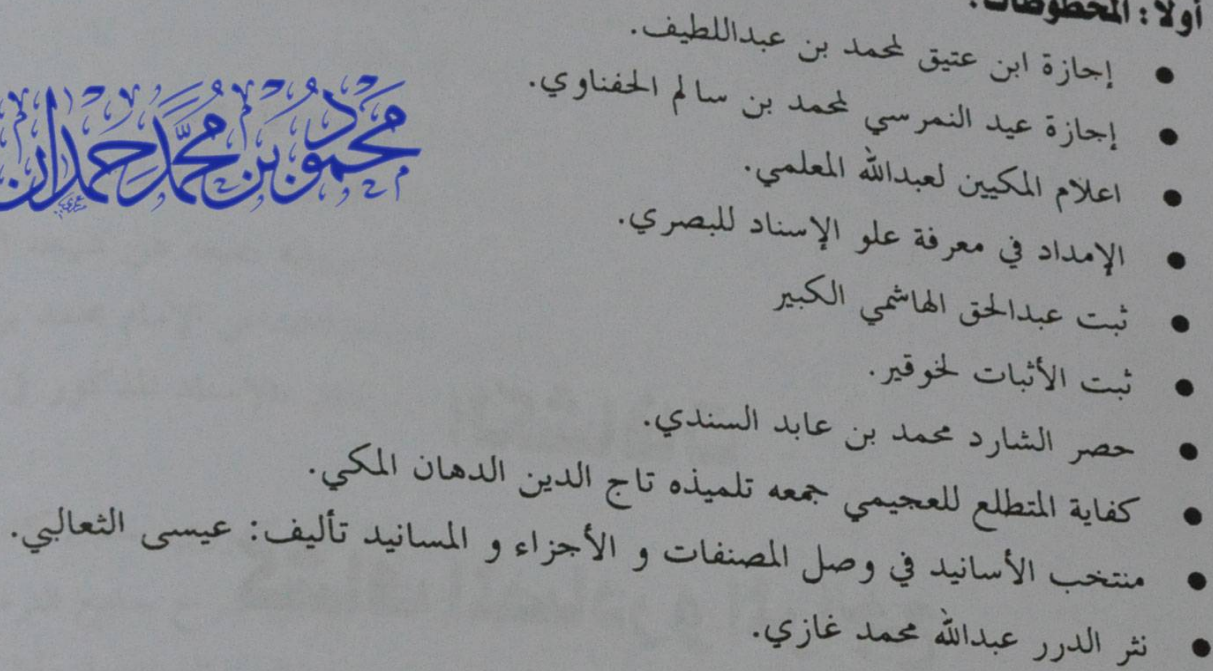 أولا: المخطوطات:
● إجازة ابن عتيق لمحمد بن عبداللطيف.
● إجازة عيد النمرسي لمحمد بن سالم الحفناوي.
محمود بن محمد حمدان
● اعلام المكيين لعبدالله المعلمي.
● الإمداد في معرفة علو الإسناد للبصري.
● ثبت عبدالحق الهاشمي الكبير
● ثبت الأثبات لخوقير.
● حصر الشارد محمد بن عابد السندي.
● كفاية المتطلع للعجيمي جمعه تلميذه تاج الدين الدهان المكي.
● منتخب الأسانيد في وصل المصنفات و الأجزاء و المسانيد تأليف: عيسى الثعالبي.
● نثر الدرر عبدالله محمد غازي.